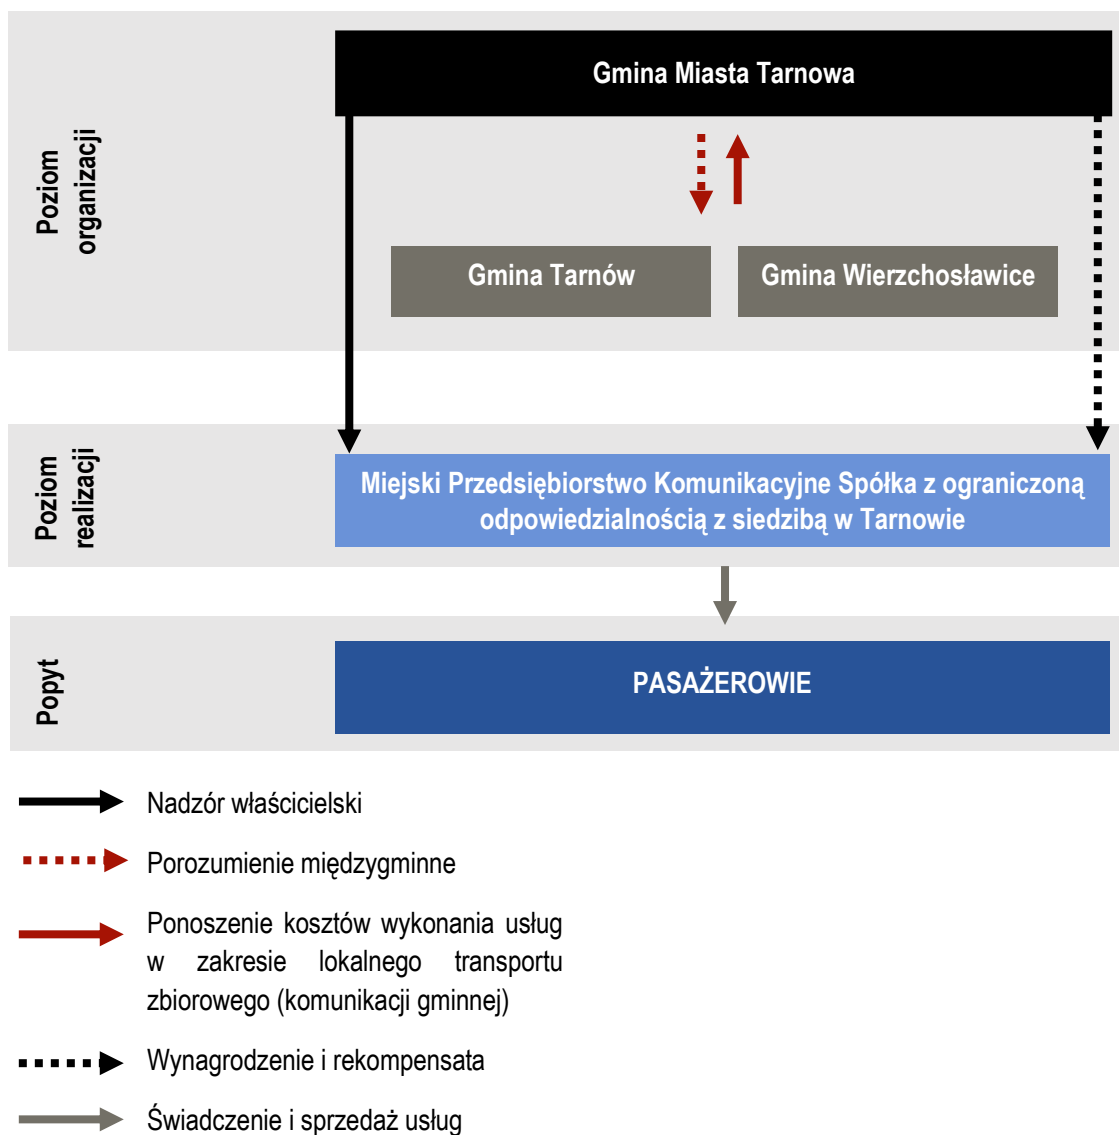 Poziom
organizacji
Gmina Miasta Tarnowa
Gmina Tarnów
Gmina Wierzchosławice
Poziom
realizacji
Miejski Przedsiębiorstwo Komunikacyjne Spółka z ograniczoną
odpowiedzialnością z siedzibą w Tarnowie
Popyt
PASAŻEROWIE
Nadzór właścicielski
Porozumienie międzygminne
Ponoszenie kosztów wykonania usług
w zakresie lokalnego transportu
zbiorowego (komunikacji gminnej)
Wynagrodzenie i rekompensata
Świadczenie i sprzedaż usług